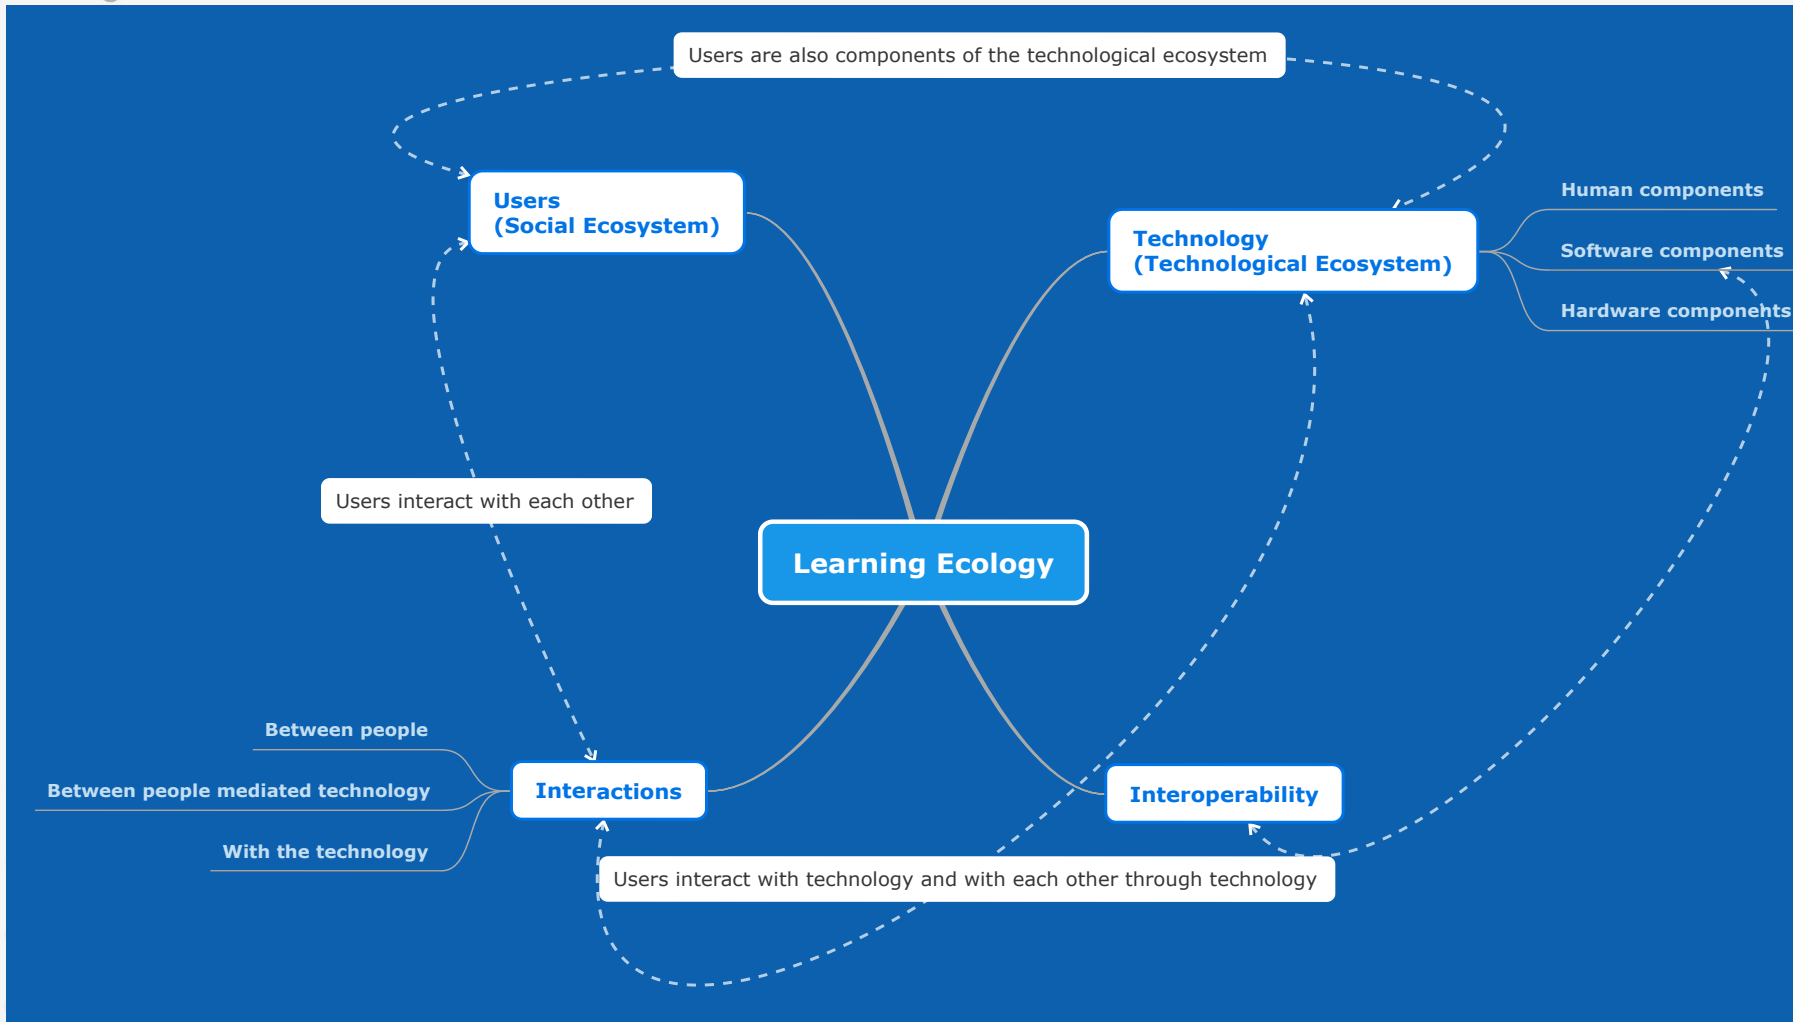 Users are also components of the technological ecosystem
Users
(Social Ecosystem)
Technology
(Technological Ecosystem)
Human components
Software components
Hardware components
Users interact with each other
Learning Ecology
Between people
Between people mediated technology
With the technology
Interactions
Interoperability
Users interact with technology and with each other through technology